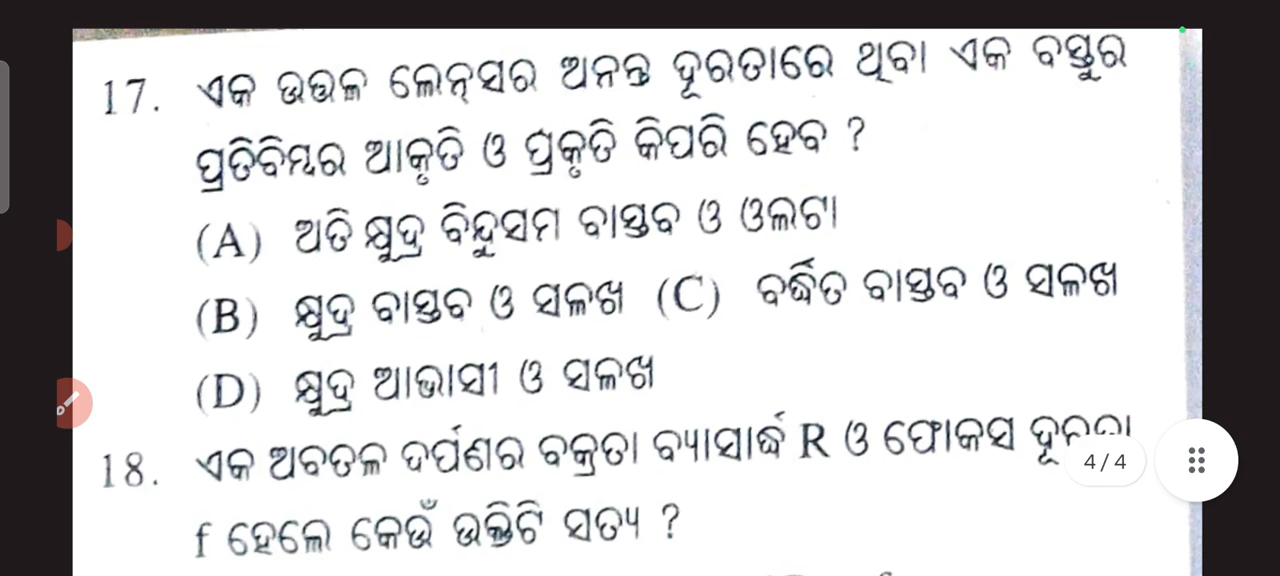 17. ଏକ ଉତ୍ତଳ ଲେନ୍ସର ଅନନ୍ତ ଦୂରତାରେ ଥିବା ଏକ ବସ୍ତୁର
ପ୍ରତିବିମ୍ବର ଆକୃତି ଓ ପ୍ରକୃତି କିପରି ହେବ ?
(A) ଅତି କ୍ଷୁଦ୍ର ବିନ୍ଦୁସମ ବାସ୍ତବ ଓ ଓଲଟା
(B) କ୍ଷୁଦ୍ର ବାସ୍ତବ ଓ ସଳଖ (C) ବର୍ଦ୍ଧିତ ବାସ୍ତବ ଓ ସଳଖ
(D) କ୍ଷୁଦ୍ର ଆଭାସୀ ଓ ସଳଖ
18. ଏକ ଅବତଳ ଦର୍ପଣର ବକ୍ରତା ବ୍ୟାସାର୍ଦ୍ଧ R ଓ ଫୋକସ
4/4
f ହେଲେ କେଉଁ ଉକ୍ତିଟି ସତ୍ୟ ?